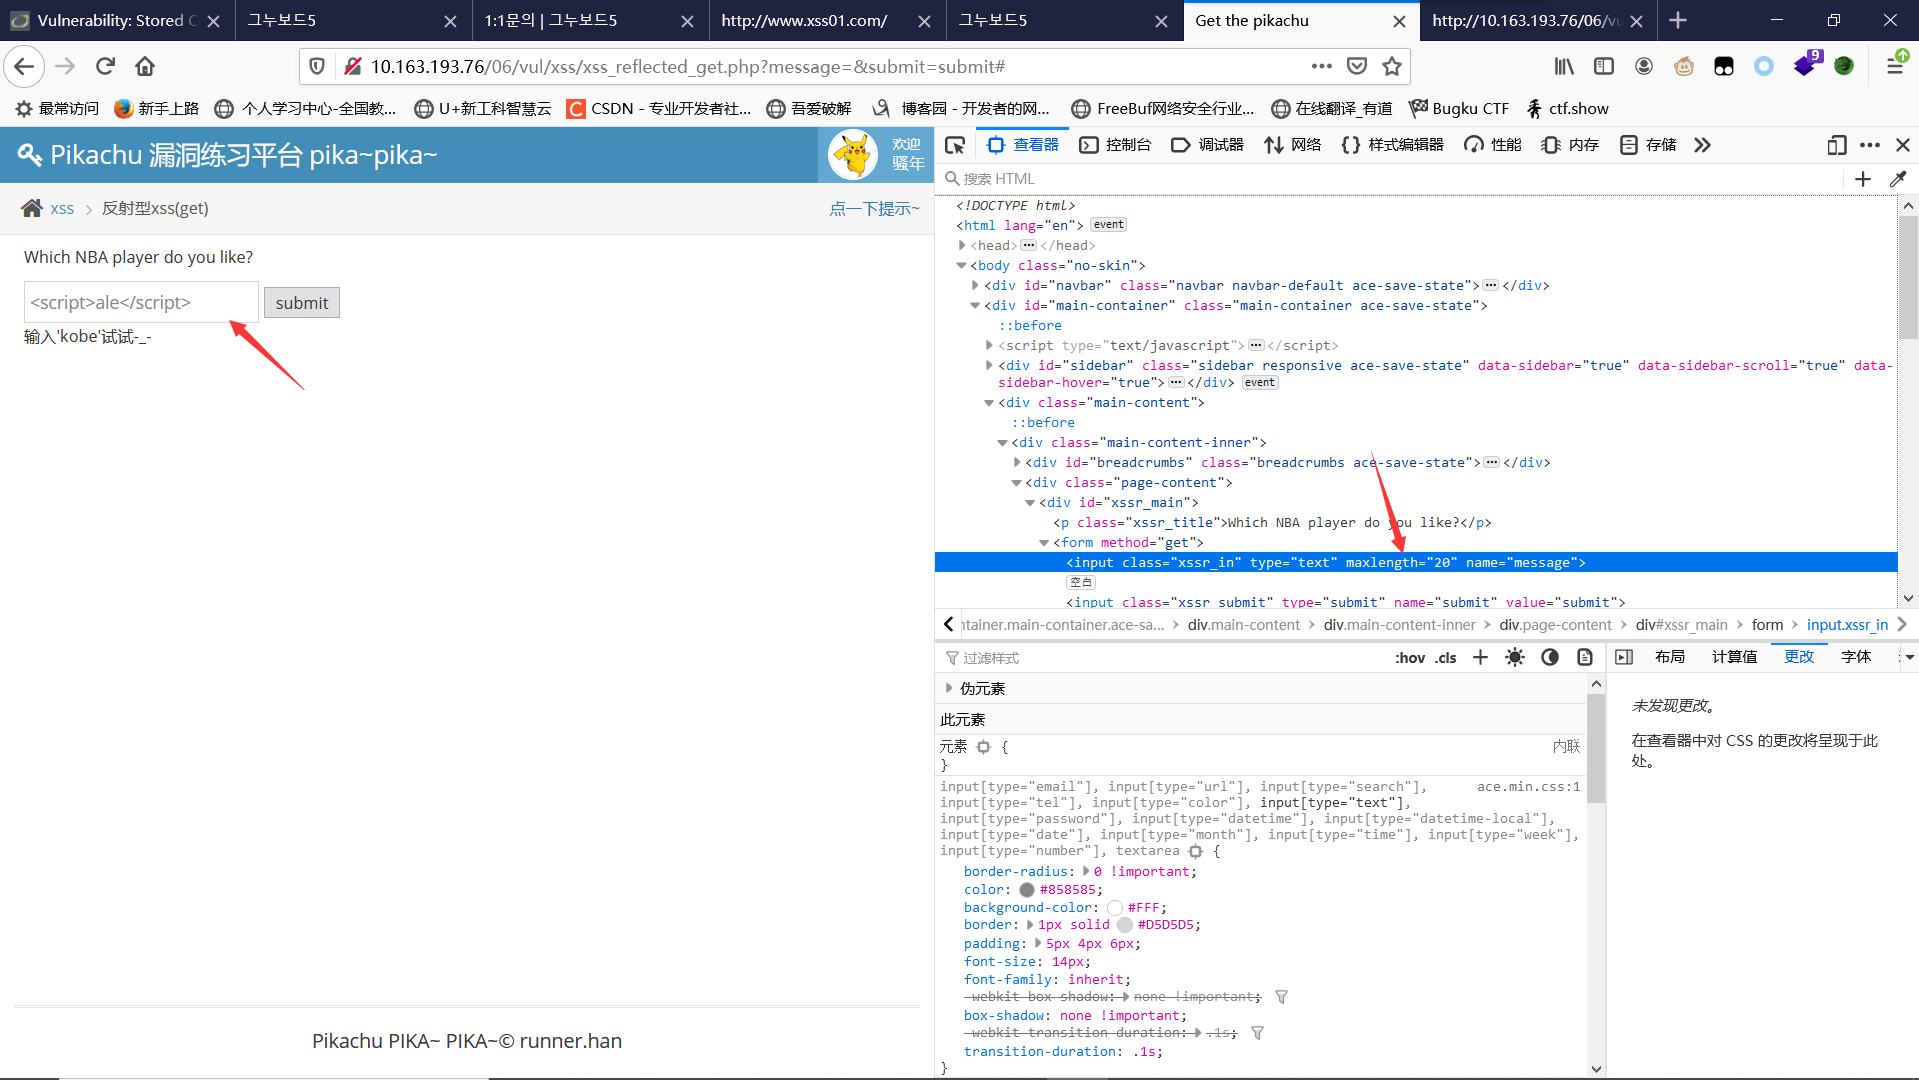 Vulnerability: Stored C
그누보드5
1:1문의 | 그누보드5
http://www.xss01.com/
그누보드5
Get the pikachu
http://10.163.193.76/06/vu
10.163.193.76/06/vul/xss/xss_reflected_get.php?message=&submit=submit#
9
最常访问
新手上路
个人学习中心-全国教...
U+新工科智慧云
CSDN - 专业开发者社...
吾爱破解
博客园 - 开发者的网...
FreeBuf网络安全行业...
在线翻译_有道
Bugku CTF
ctf.show
Pikachu 漏洞练习平台 pika~pika~
欢迎
骚年
xss
反射型xss(get)
点一下提示~
Which NBA player do you like?
<script>ale</script>
submit
输入'kobe'试试-_-
Pikachu PIKA~ PIKA~© runner.han
查看器
控制台
调试器
网络
样式编辑器
性能
内存
存储
搜索 HTML
<!DOCTYPE html>
<html lang="en"> event
<head> ··· </head>
<body class="no-skin">
<div id="navbar" class="navbar navbar-default ace-save-state"> ··· </div>
<div id="main-container" class="main-container ace-save-state">
::before
<script type="text/javascript"> ··· </script>
<div id="sidebar" class="sidebar responsive ace-save-state" data-sidebar="true" data-sidebar-scroll="true" data-
sidebar-hover="true"> ··· </div> event
<div class="main-content">
::before
<div class="main-content-inner">
<div id="breadcrumbs" class="breadcrumbs ace-save-state"> ··· </div>
<div class="page-content">
<div id="xssr_main">
<p class="xssr_title">Which NBA player do you like?</p>
<form method="get">
<input class="xssr_in" type="text" maxlength="20" name="message">
空白
<input class="xssr_submit" type="submit" name="submit" value="submit">
ntainer.main-container.ace-sa...
div.main-content
div.main-content-inner
div.page-content
div#xssr_main
form
input.xssr_in
过滤样式
:hov
.cls
布局
计算值
更改
字体
伪元素
此元素
元素 {
内联
}
input[type="email"], input[type="url"], input[type="search"],
ace.min.css:1
input[type="tel"], input[type="color"], input[type="text"],
input[type="password"], input[type="datetime"], input[type="datetime-local"],
input[type="date"], input[type="month"], input[type="time"], input[type="week"],
input[type="number"], textarea {
border-radius: 0 !important;
color: #858585;
background-color: #FFF;
border: 1px solid #D5D5D5;
padding: 5px 4px 6px;
font-size: 14px;
font-family: inherit;
-webkit-box-shadow: none !important;
box-shadow: none !important;
-webkit-transition-duration: .1s;
transition-duration: .1s;
}
未发现更改。
在查看器中对 CSS 的更改将呈现于此
处。